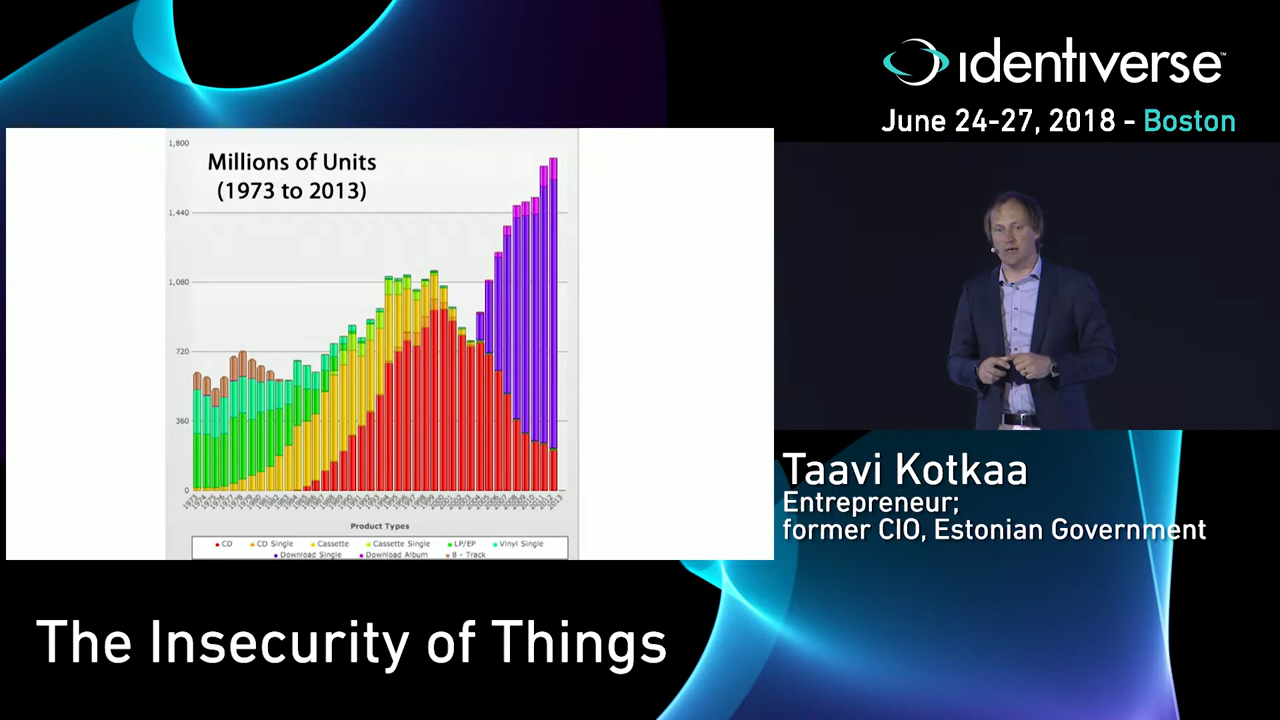 identiverse™
June 24-27, 2018 - Boston
Millions of Units
(1973 to 2013)
1,800
1,440
1,080
720
360
0
Product Types
CD CD Single Cassette Cassette Single LP/EP Vinyl Single
Download Single Download Album 8 - Track
Taavi Kotkaa
Entrepreneur;
former CIO, Estonian Government
The Insecurity of Things